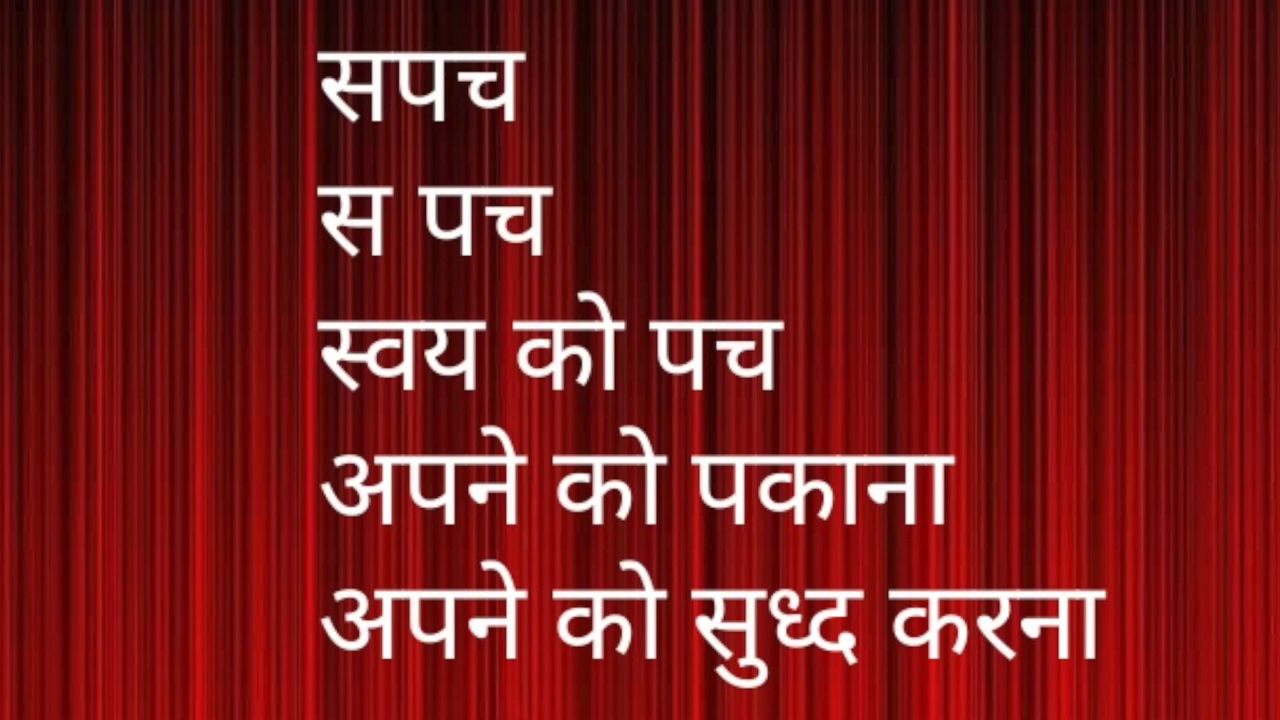 सपच
स पच
स्वय को पच
अपने को पकाना
अपने को सुध्द करना